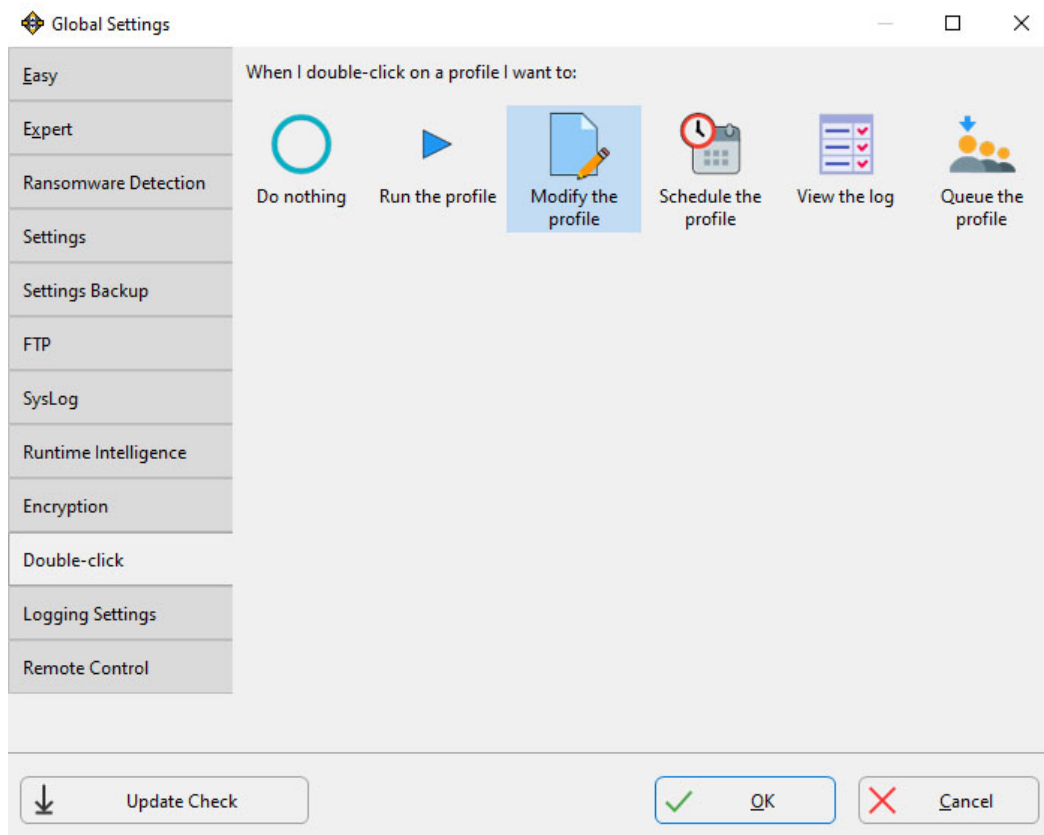 Global Settings
Easy
Expert
Ransomware Detection
Settings
Settings Backup
FTP
SysLog
Runtime Intelligence
Encryption
Double-click
Logging Settings
Remote Control
When I double-click on a profile I want to:
Do nothing
Run the profile
Modify the
profile
Schedule the
profile
View the log
Queue the
profile
Update Check
OK
Cancel